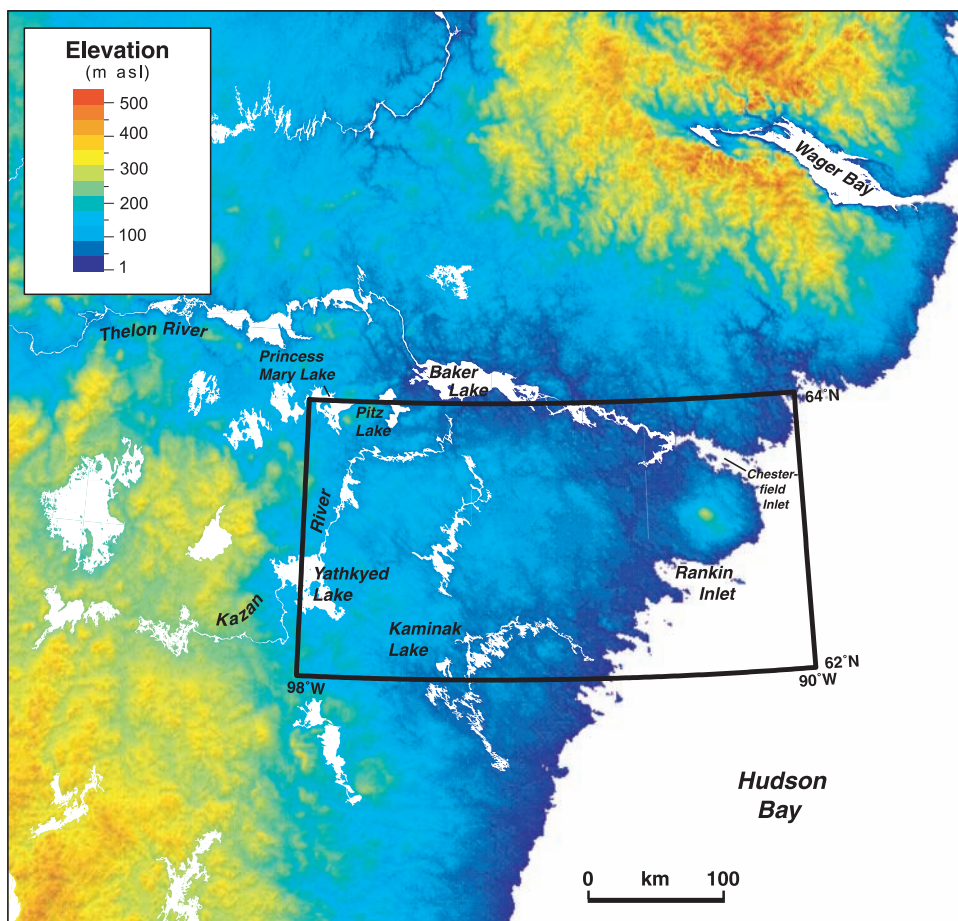 Elevation
(m asl)
500
400
300
200
100
1
Wager Bay
Thelon River
Princess
Mary Lake
Baker
Lake
Pitz
Lake
64°N
Chester-
field
Inlet
River
Rankin
Inlet
Yathkyed
Lake
Kazan
Kaminak
Lake
98°W
62°N
90°W
Hudson
Bay
0 km 100